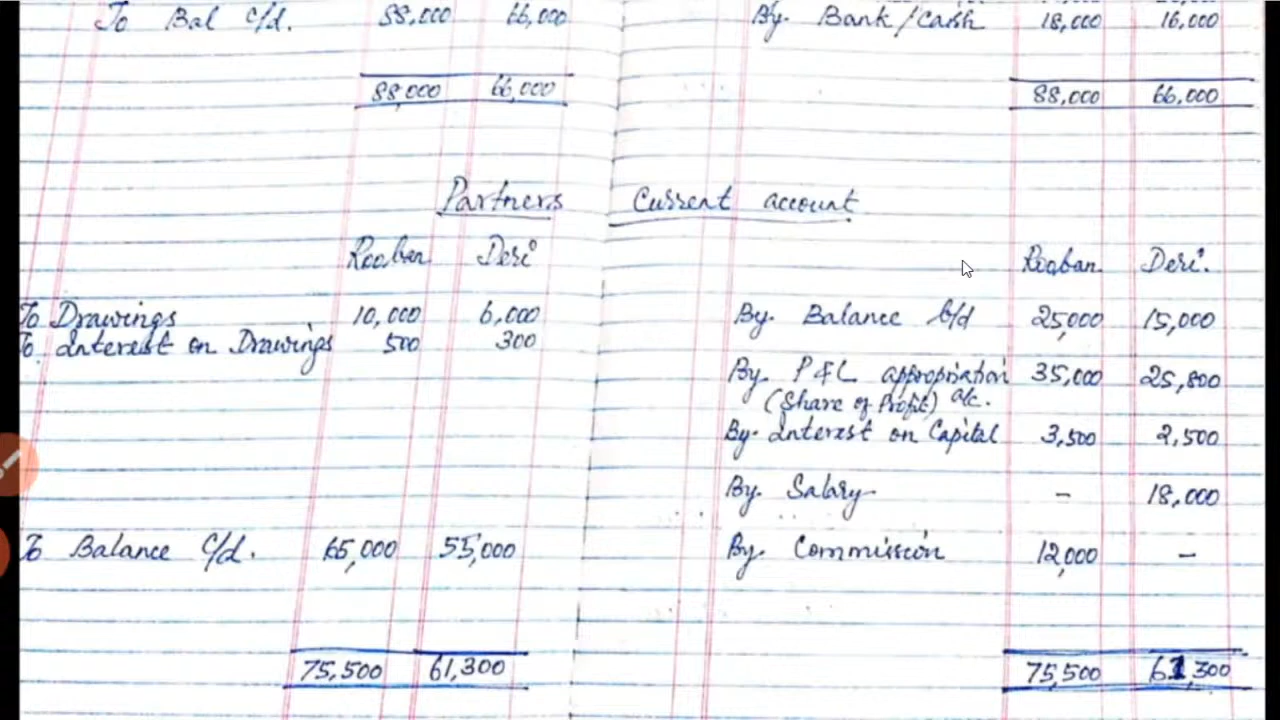 To Bal c/d. 88,000 66,000 By. Bank/Cash 18,000 16,000
88,000 66,000 88,000 66,000
Partners Current account
Rooban Deri Rooban. Deri.
To Drawings 10,000 6,000 By. Balance b/d 25,000 15,000
To Interest on Drawings 500 300
By. P&L appropriation 35,000 25,800
(Share of Profit) a/c.
By. Interest on Capital 3,500 2,500
By. Salary - 18,000
To Balance c/d. 65,000 55,000 By. Commission 12,000 -
75,500 61,300 75,500 61,300